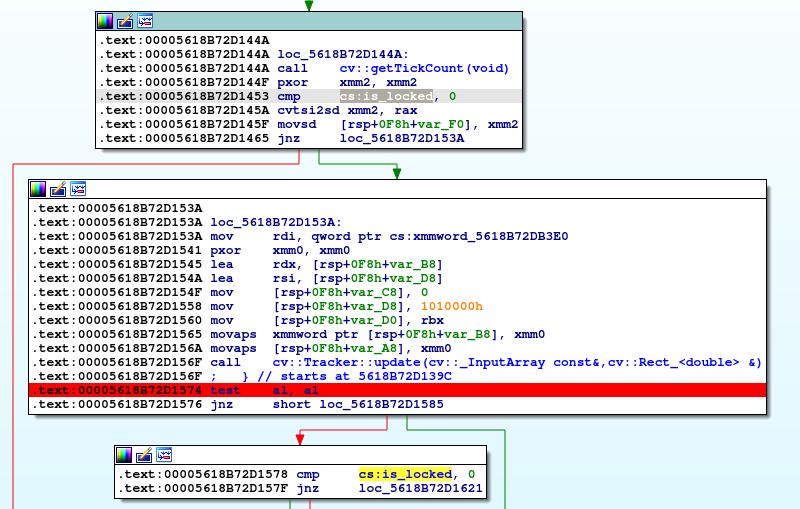 .text:00005618B72D144A
.text:00005618B72D144A loc_5618B72D144A:
.text:00005618B72D144A call    cv::getTickCount(void)
.text:00005618B72D144F pxor    xmm2, xmm2
.text:00005618B72D1453 cmp     cs:is_locked, 0
.text:00005618B72D145A cvtsi2sd xmm2, rax
.text:00005618B72D145F movsd   [rsp+0F8h+var_F0], xmm2
.text:00005618B72D1465 jnz     loc_5618B72D153A
.text:00005618B72D153A
.text:00005618B72D153A loc_5618B72D153A:
.text:00005618B72D153A mov     rdi, qword ptr cs:xmmword_5618B72DB3E0
.text:00005618B72D1541 pxor    xmm0, xmm0
.text:00005618B72D1545 lea     rdx, [rsp+0F8h+var_B8]
.text:00005618B72D154A lea     rsi, [rsp+0F8h+var_D8]
.text:00005618B72D154F mov     [rsp+0F8h+var_C8], 0
.text:00005618B72D1558 mov     [rsp+0F8h+var_D8], 1010000h
.text:00005618B72D1560 mov     [rsp+0F8h+var_D0], rbx
.text:00005618B72D1565 movaps  xmmword ptr [rsp+0F8h+var_B8], xmm0
.text:00005618B72D156A movaps  [rsp+0F8h+var_A8], xmm0
.text:00005618B72D156F call    cv::Tracker::update(cv::_InputArray const&,cv::Rect_<double> &)
.text:00005618B72D156F ;   } // starts at 5618B72D139C
.text:00005618B72D1574 test    al, al
.text:00005618B72D1576 jnz     short loc_5618B72D1585
.text:00005618B72D1578 cmp     cs:is_locked, 0
.text:00005618B72D157F jnz     loc_5618B72D1621